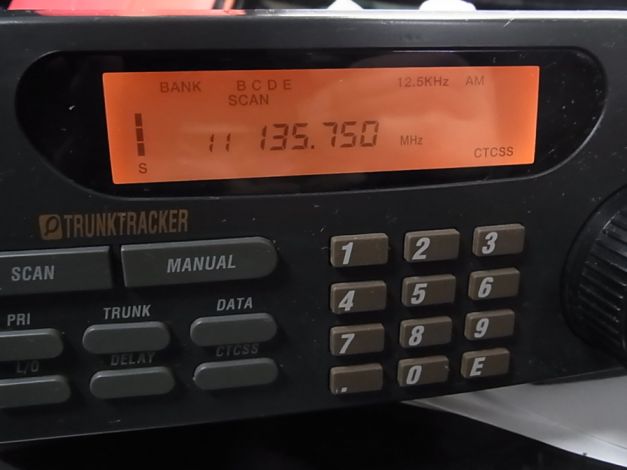 BANK B C D E 12.5KHz AM
SCAN
11 135.750 MHz
S CTCSS
TRUNKTRACKER
SCAN MANUAL
PRI TRUNK DATA
L/O DELAY CTCSS
1 2 3
4 5 6
7 8 9
. 0 E